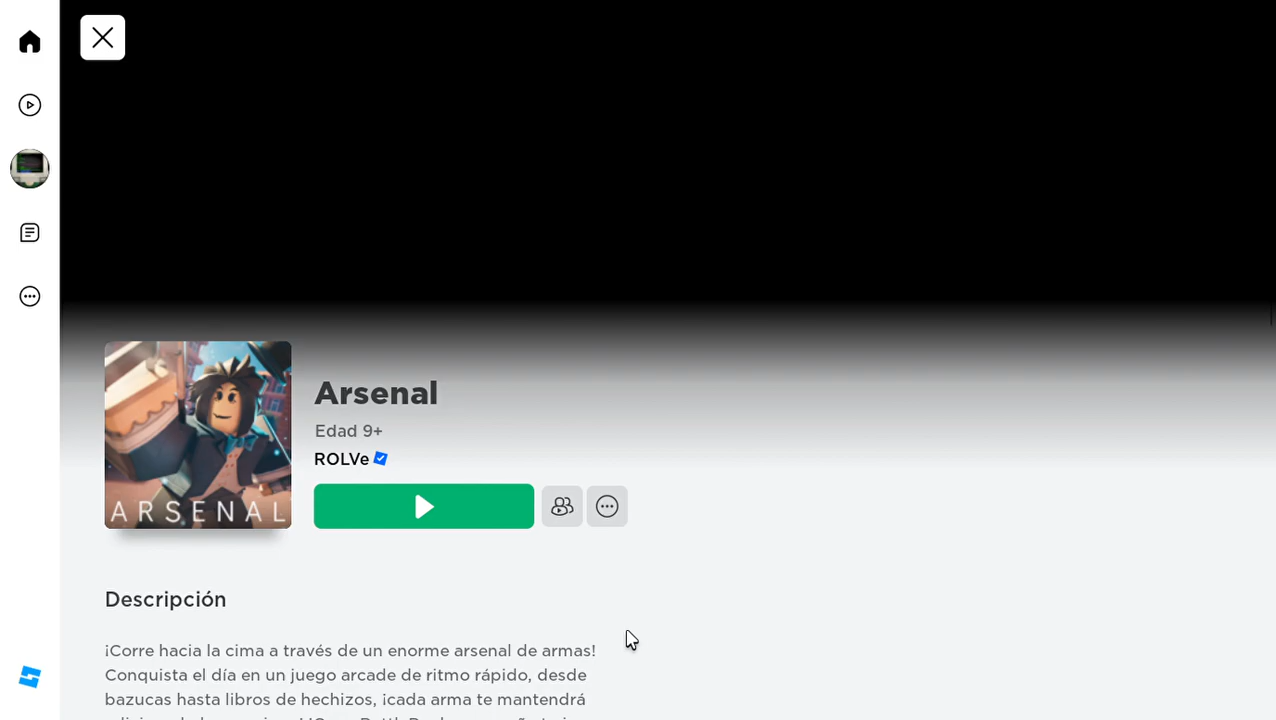 Arsenal
Edad 9+
ROLVe
ARSENAL
Descripción
¡Corre hacia la cima a través de un enorme arsenal de armas!
Conquista el día en un juego arcade de ritmo rápido, desde
bazucas hasta libros de hechizos, ¡cada arma te mantendrá